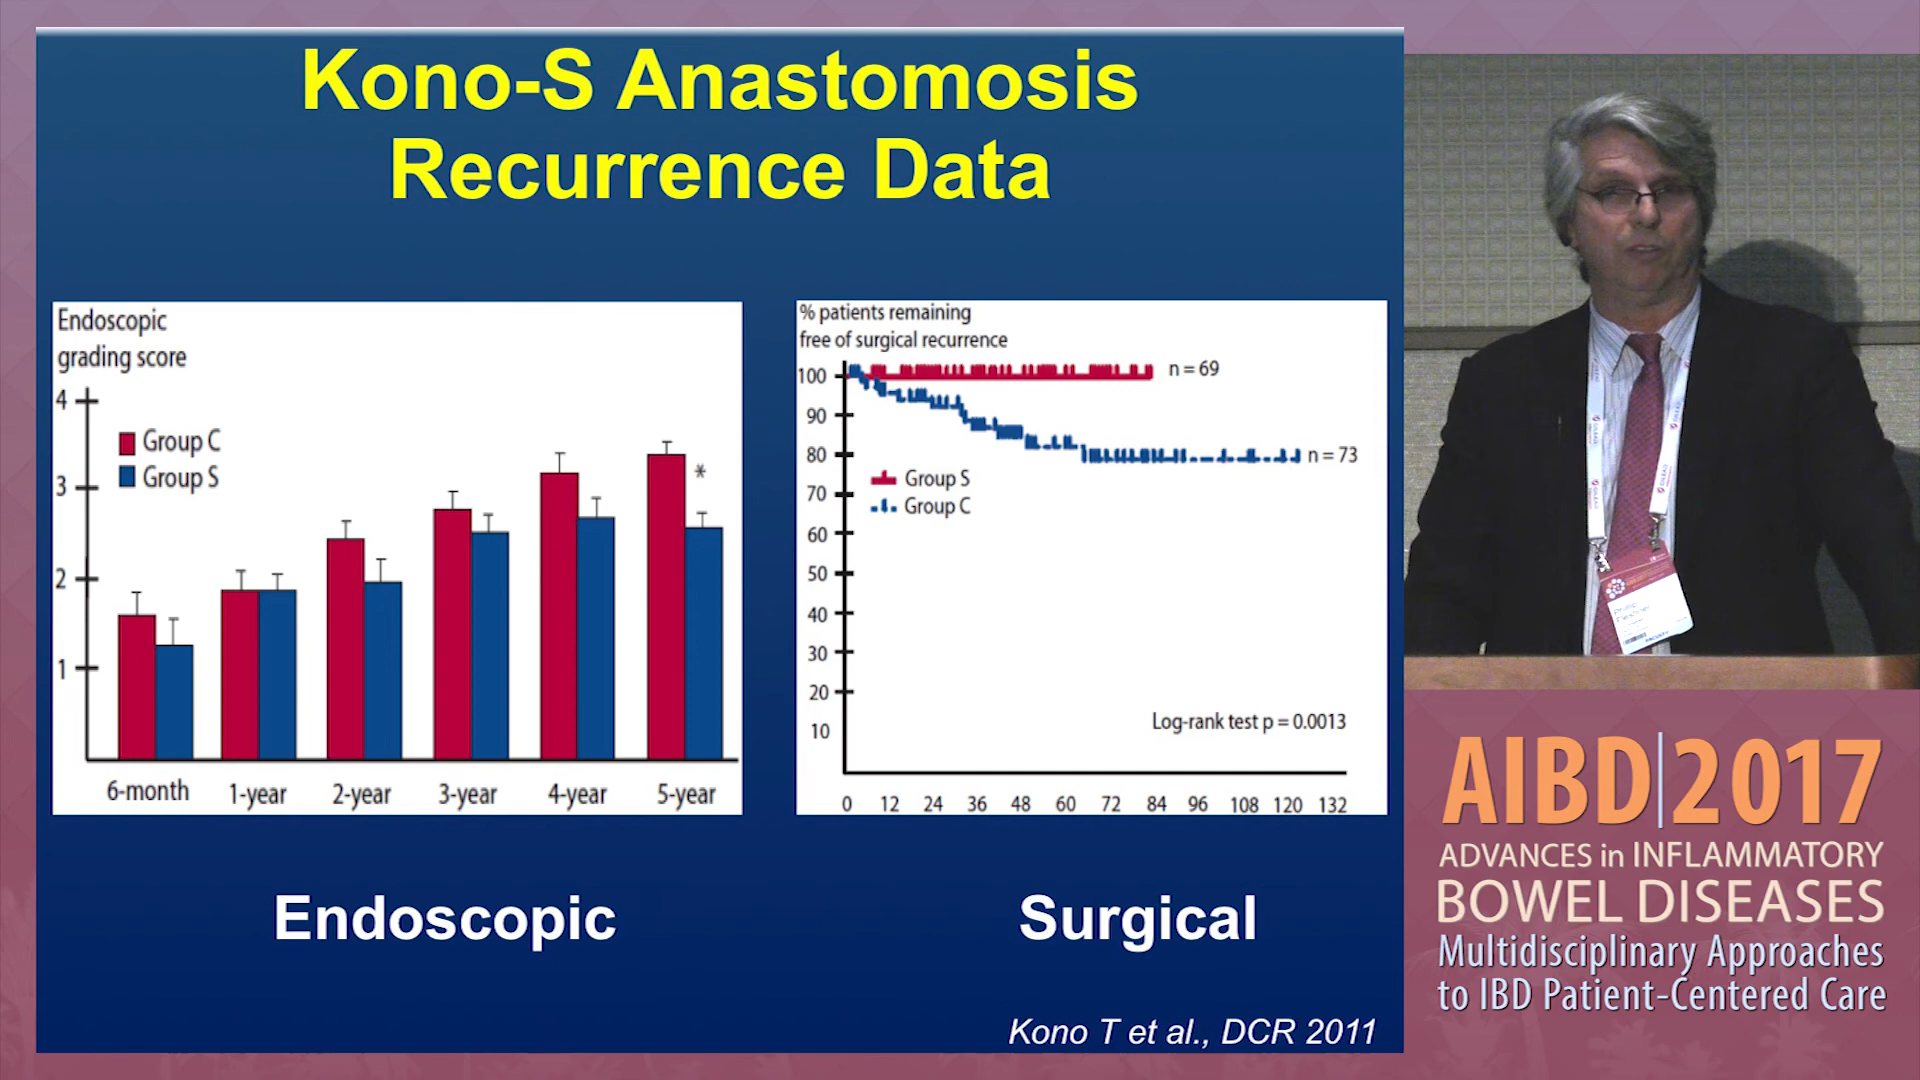 Kono-S Anastomosis
Recurrence Data
Endoscopic
grading score
4
3
2
1
Group C
Group S
*
6-month
1-year
2-year
3-year
4-year
5-year
% patients remaining
free of surgical recurrence
100
90
80
70
60
50
40
30
20
10
n = 69
n = 73
Group S
Group C
Log-rank test p = 0.0013
0 12 24 36 48 60 72 84 96 108 120 132
Endoscopic
Surgical
Kono T et al., DCR 2011
GILEAD
AIBD|2017
ADVANCES in INFLAMMATORY
BOWEL DISEASES
Multidisciplinary Approaches
to IBD Patient-Centered Care